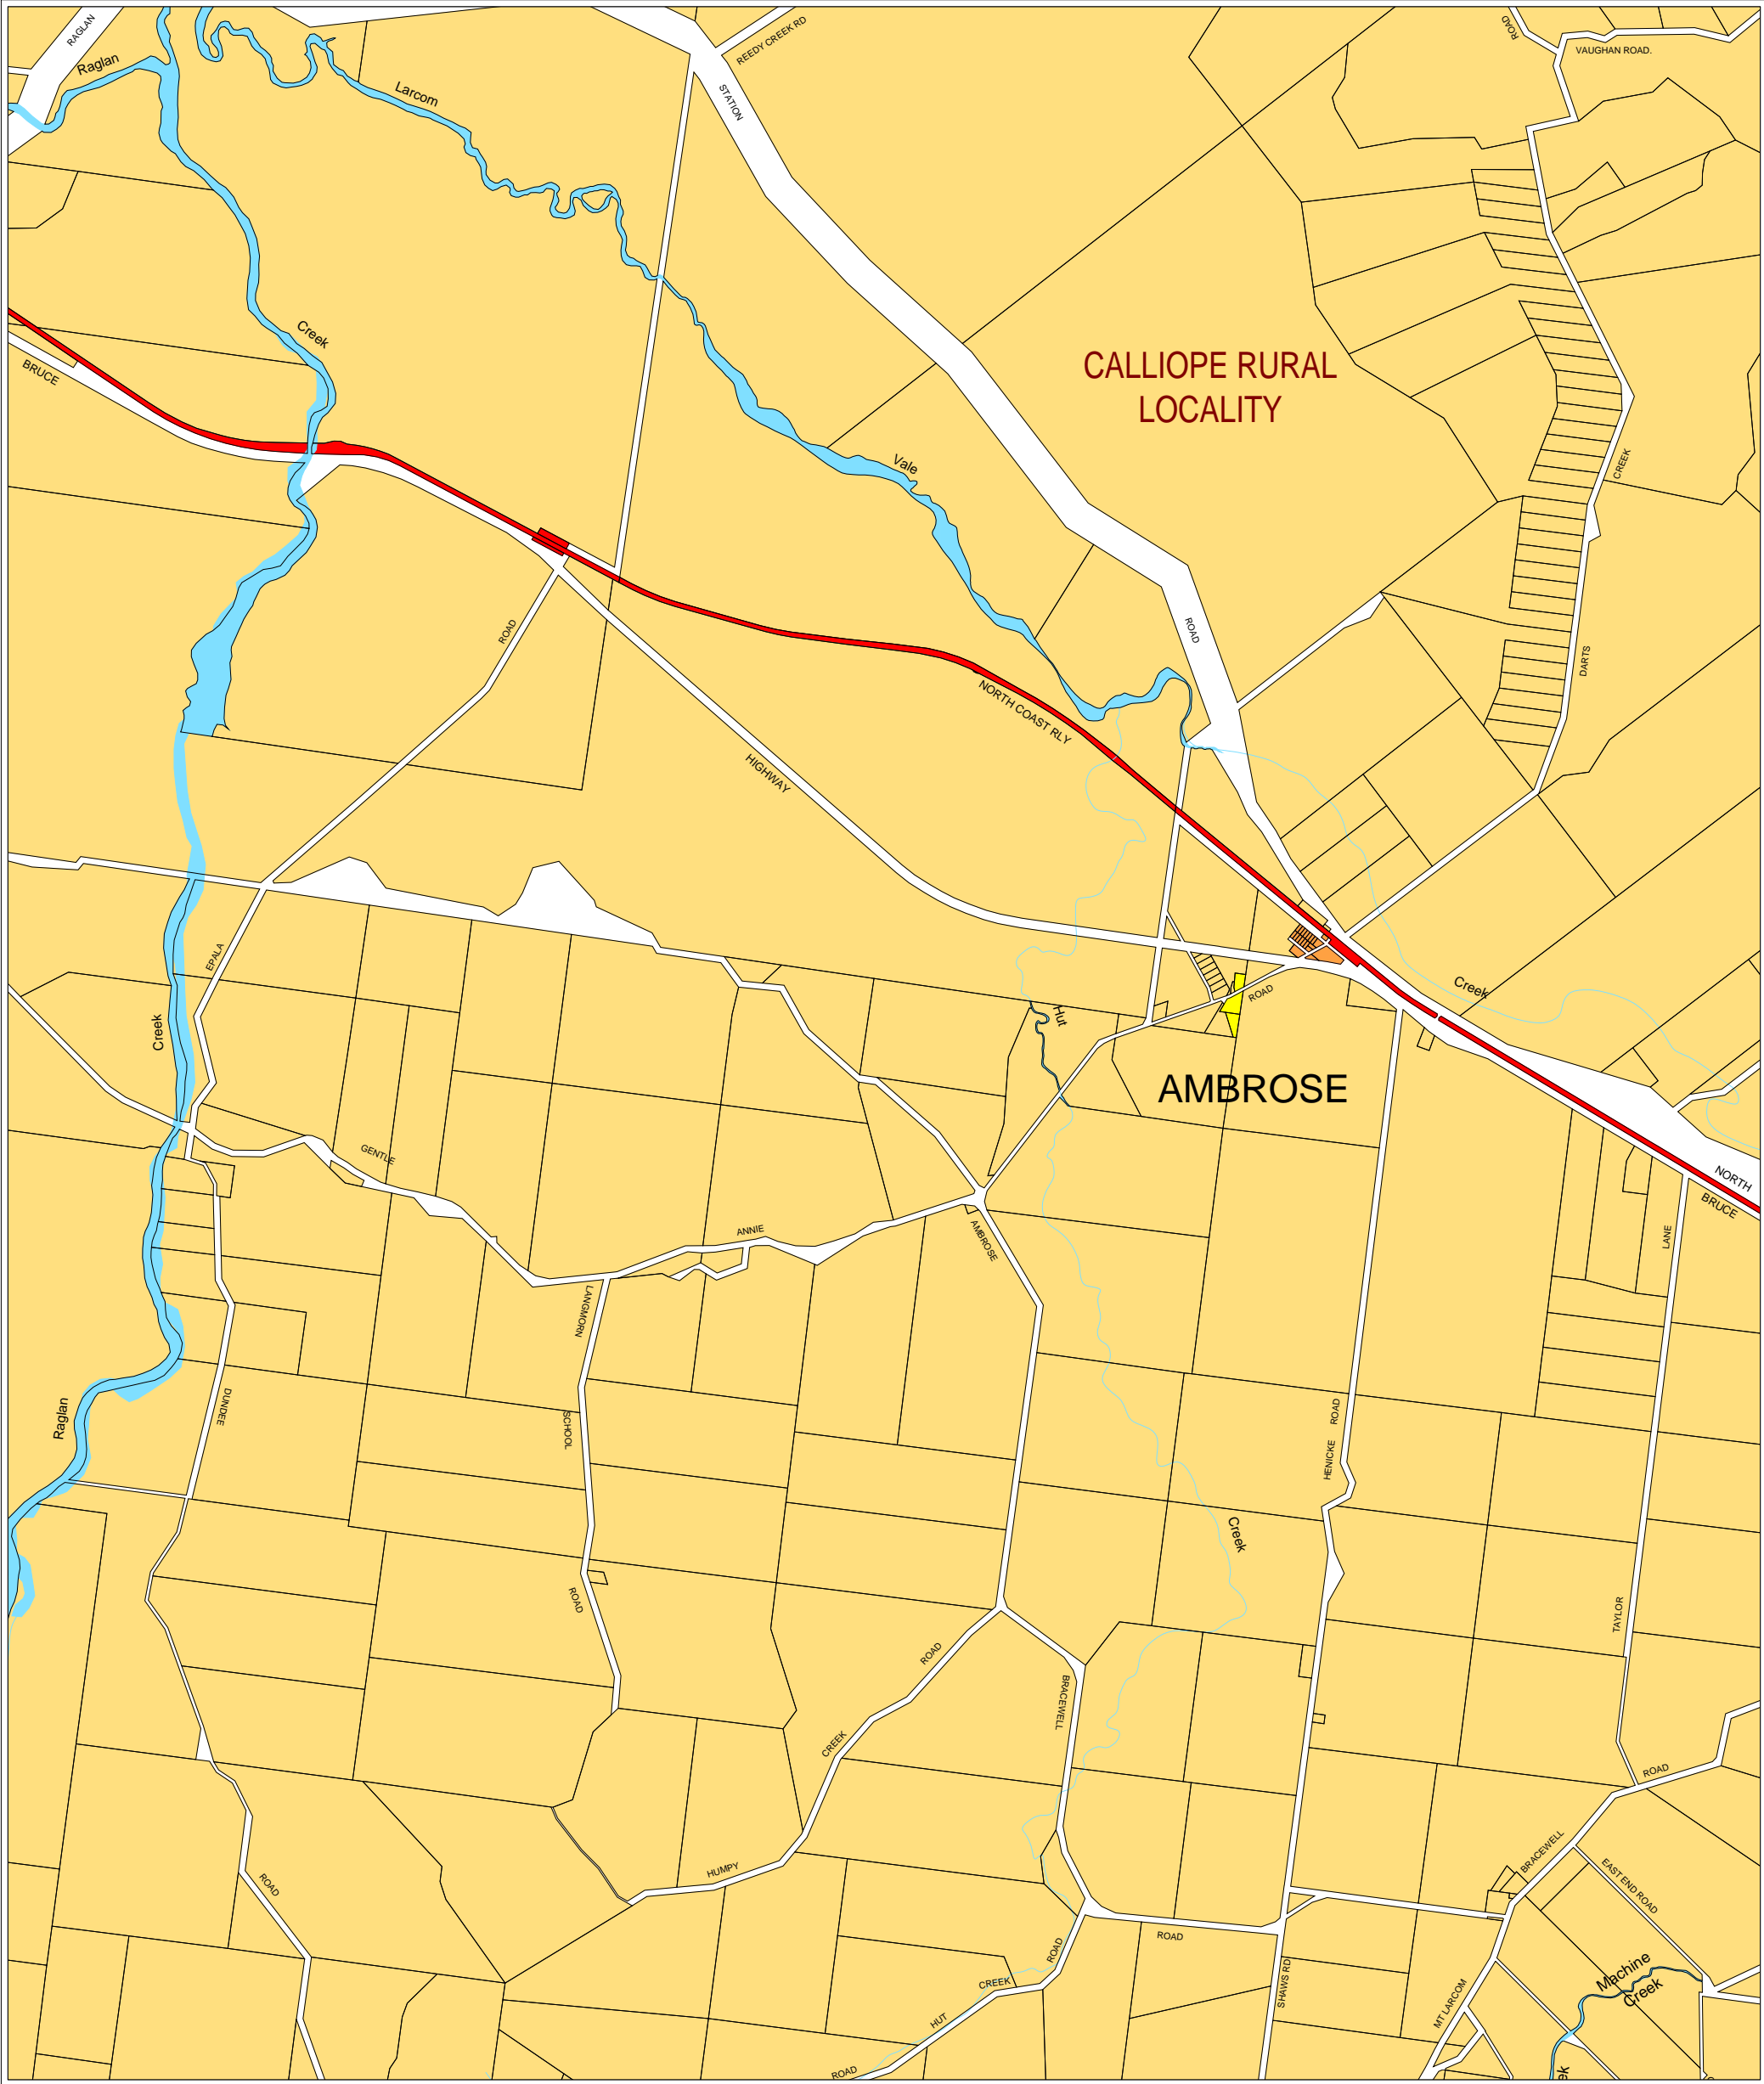 RAGLAN
Raglan
Larcom
REEDY CREEK RD
STATION
ROAD
VAUGHAN ROAD.
Creek
BRUCE
CALLIOPE RURAL
LOCALITY
Vale
CREEK
ROAD
ROAD
DARTS
NORTH COAST RLY
HIGHWAY
EPALA
Creek
Hut
ROAD
Creek
AMBROSE
GENTLE
ANNIE
AMBROSE
NORTH
BRUCE
LANE
LANGMORN
DUNDEE
Raglan
SCHOOL
ROAD
HENICKE
Creek
ROAD
TAYLOR
ROAD
BRACEWELL
CREEK
ROAD
HUMPY
BRACEWELL
EAST END ROAD
ROAD
ROAD
ROAD
CREEK
SHAWS RD
MT LARCOM
Machine
Creek
HUT
ROAD
ek